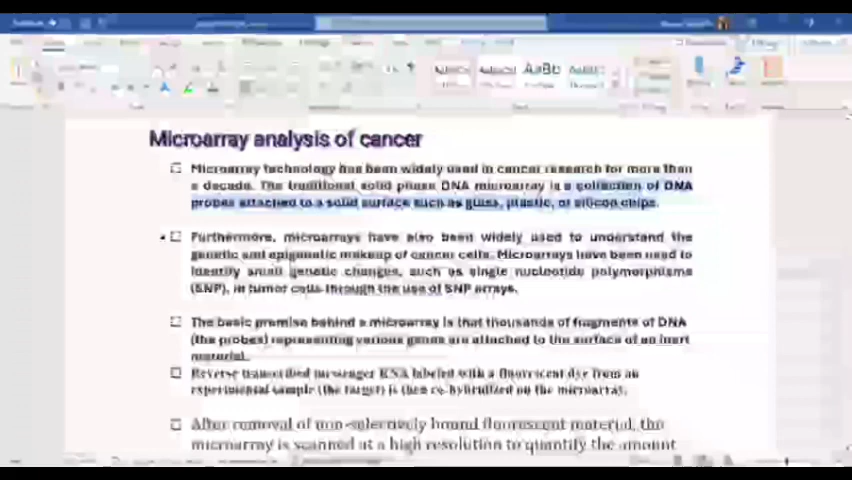 Microarray analysis of cancer
Microarray technology has been widely used in cancer research for more than
a decade. The traditional solid phase DNA microarray is a collection of DNA
probes attached to a solid surface such as glass, plastic, or silicon chips.
Furthermore, microarrays have also been widely used to understand the
genetic and epigenetic makeup of cancer cells. Microarrays have been used to
identify small genetic changes, such as single nucleotide polymorphisms
(SNP), in tumor cells through the use of SNP arrays.
The basic premise behind a microarray is that thousands of fragments of DNA
(the probes) representing various genes are attached to the surface of an inert
material.
Reverse transcribed messenger RNA labeled with a fluorescent dye from an
experimental sample (the target) is then co-hybridized on the microarray.
After removal of non-selectively bound fluorescent material, the
microarray is scanned at a high resolution to quantify the amount